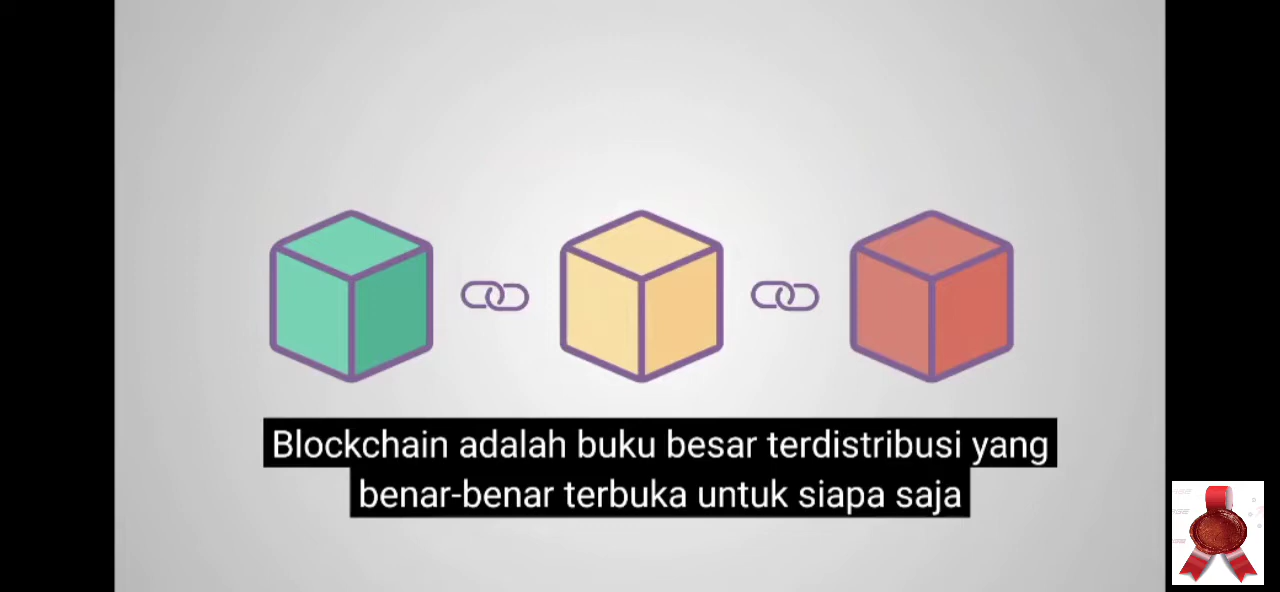 Blockchain adalah buku besar terdistribusi yang
benar-benar terbuka untuk siapa saja